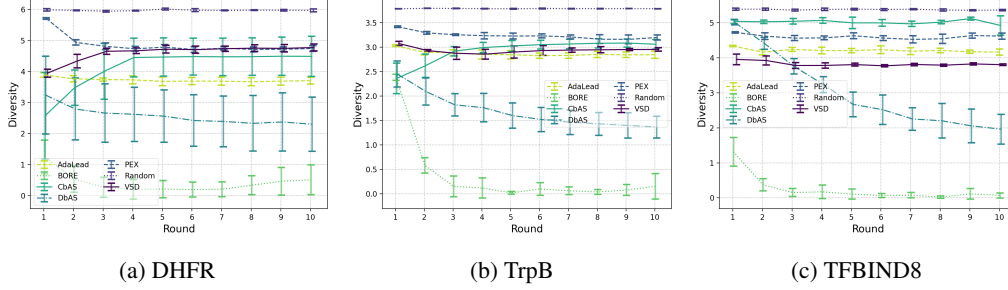 6
5
4
3
2
1
0
Diversity
1 2 3 4 5 6 7 8 9 10
Round
AdaLead
BORE
CbAS
DbAS
PEX
Random
VSD
(a) DHFR
3.5
3.0
2.5
2.0
1.5
1.0
0.5
0.0
Diversity
1 2 3 4 5 6 7 8 9 10
Round
AdaLead
BORE
CbAS
DbAS
PEX
Random
VSD
(b) TrpB
5
4
3
2
1
0
Diversity
1 2 3 4 5 6 7 8 9 10
Round
AdaLead
BORE
CbAS
DbAS
PEX
Random
VSD
(c) TFBIND8